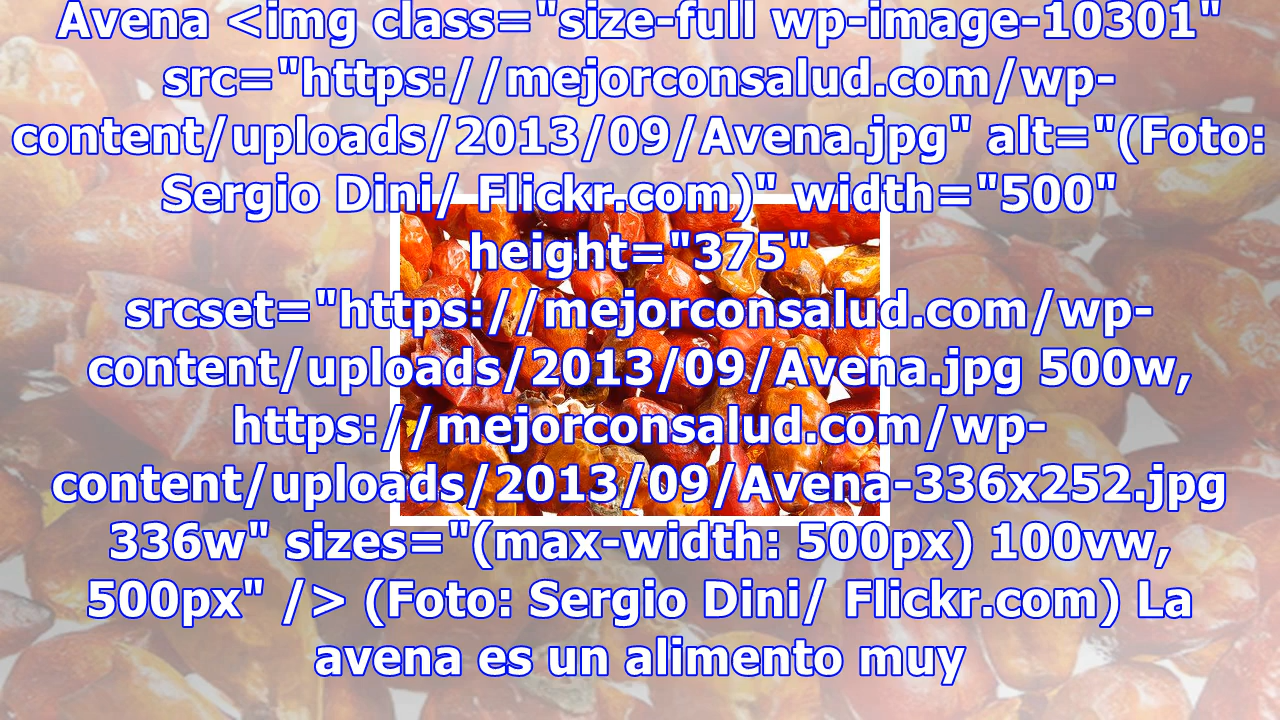 Avena <img class="size-full wp-image-10301"
src="https://mejorconsalud.com/wp-
content/uploads/2013/09/Avena.jpg" alt="(Foto:
Sergio Dini/ Flickr.com)" width="500"
height="375"
srcset="https://mejorconsalud.com/wp-
content/uploads/2013/09/Avena.jpg 500w,
https://mejorconsalud.com/wp-
content/uploads/2013/09/Avena-336x252.jpg
336w" sizes="(max-width: 500px) 100vw,
500px" /> (Foto: Sergio Dini/ Flickr.com) La
avena es un alimento muy